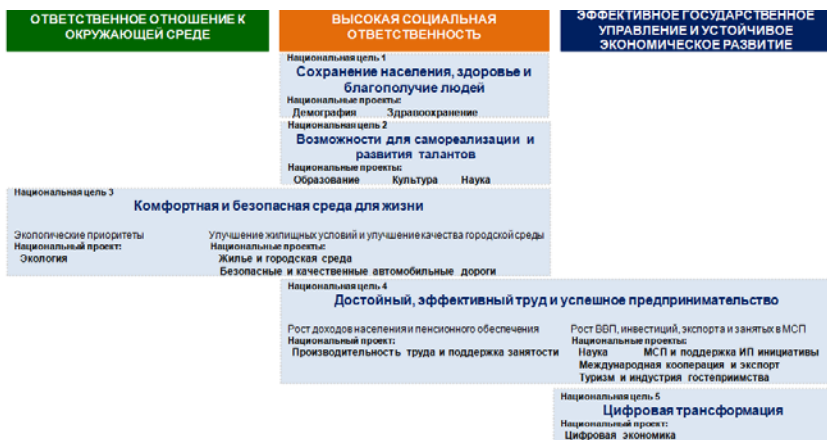 ОТВЕТСТВЕННОЕ ОТНОШЕНИЕ К
ОКРУЖАЮЩЕЙ СРЕДЕ
ВЫСОКАЯ СОЦИАЛЬНАЯ
ОТВЕТСТВЕННОСТЬ
ЭФФЕКТИВНОЕ ГОСУДАРСТВЕННОЕ
УПРАВЛЕНИЕ И УСТОЙЧИВОЕ
ЭКОНОМИЧЕСКОЕ РАЗВИТИЕ
Национальная цель 1
Сохранение населения, здоровье и
благополучие людей
Национальные проекты:
Демография Здравоохранение
Национальная цель 2
Возможности для самореализации и
развития талантов
Национальные проекты:
Образование Культура Наука
Национальная цель 3
Комфортная и безопасная среда для жизни
Экологические приоритеты
Национальный проект:
Экология
Улучшение жилищных условий и улучшение качества городской среды
Национальные проекты:
Жилье и городская среда
Безопасные и качественные автомобильные дороги
Национальная цель 4
Достойный, эффективный труд и успешное предпринимательство
Рост доходов населения и пенсионного обеспечения
Национальный проект:
Производительность труда и поддержка занятости
Рост ВВП, инвестиций, экспорта и занятых в МСП
Национальные проекты:
Наука МСП и поддержка ИП инициативы
Международная кооперация и экспорт
Туризм и индустрия гостеприимства
Национальная цель 5
Цифровая трансформация
Национальный проект:
Цифровая экономика